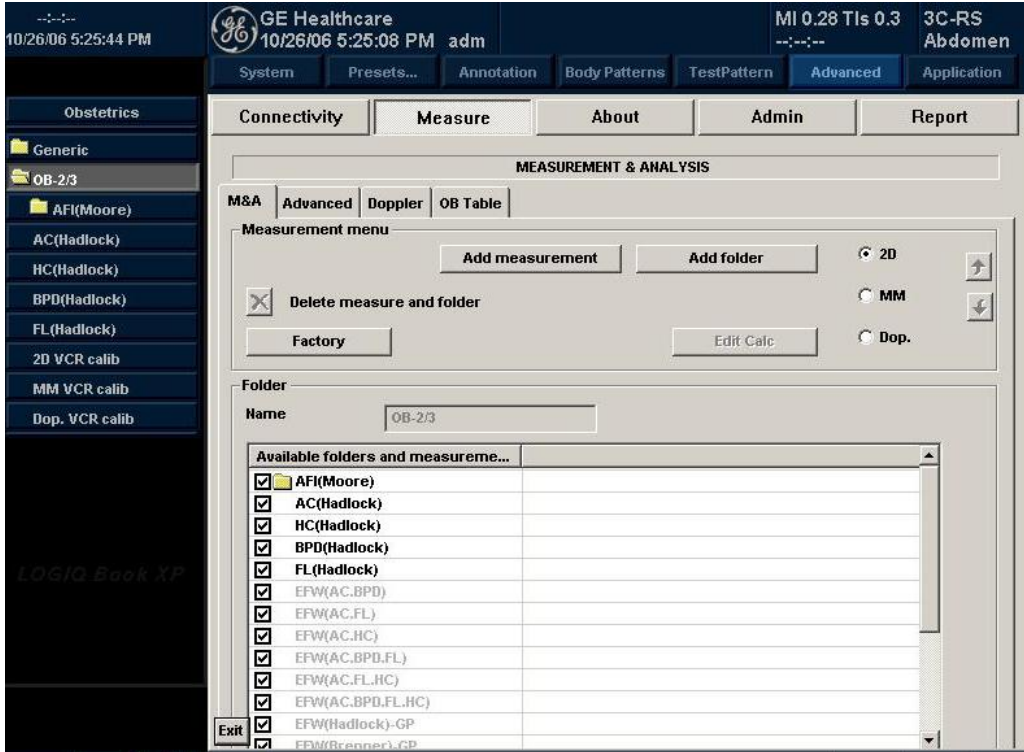 --:--:--
10/26/06 5:25:44 PM
GE Healthcare
10/26/06 5:25:08 PM adm
MI 0.28 TIs 0.3
--:--:--
3C-RS
Abdomen
System Presets... Annotation Body Patterns TestPattern Advanced Application
Obstetrics
Generic
OB-2/3
AFI(Moore)
AC(Hadlock)
HC(Hadlock)
BPD(Hadlock)
FL(Hadlock)
2D VCR calib
MM VCR calib
Dop. VCR calib
LOGIQ Book XP
Connectivity Measure About Admin Report
MEASUREMENT & ANALYSIS
M&A Advanced Doppler OB Table
Measurement menu
Add measurement Add folder 2D
Delete measure and folder MM
Factory Edit Calc Dop.
Folder
Name OB-2/3
Available folders and measureme...
AFI(Moore)
AC(Hadlock)
HC(Hadlock)
BPD(Hadlock)
FL(Hadlock)
EFW(AC.BPD)
EFW(AC.FL)
EFW(AC.HC)
EFW(AC.BPD.FL)
EFW(AC.FL.HC)
EFW(AC.BPD.FL.HC)
EFW(Hadlock)-GP
EFW(Brenner)-GP
Exit